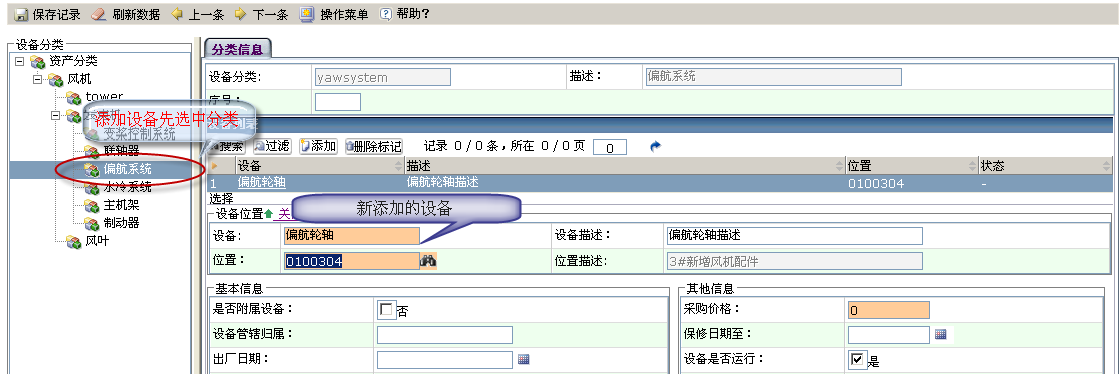 保存记录 刷新数据 上一条 下一条 操作菜单 帮助?
设备分类
资产分类
风机
tower
添加设备先选中分类
变桨控制系统
联轴器
偏航系统
水冷系统
主机架
制动器
风叶
分类信息
设备分类: yawsystem 描述： 偏航系统
序号：
搜索 过滤 添加 删除标记 记录 0 / 0 条，所在 0 / 0 页 0
设备 描述 位置 状态
1 偏航轮轴 偏航轮轴描述 0100304 -
选择
设备位置 关
新添加的设备
设备: 偏航轮轴 设备描述： 偏航轮轴描述
位置： 0100304 位置描述: 3#新增风机配件
基本信息 其他信息
是否附属设备： 否 采购价格： 0
设备管辖归属： 保修日期至：
出厂日期： 设备是否运行： 是